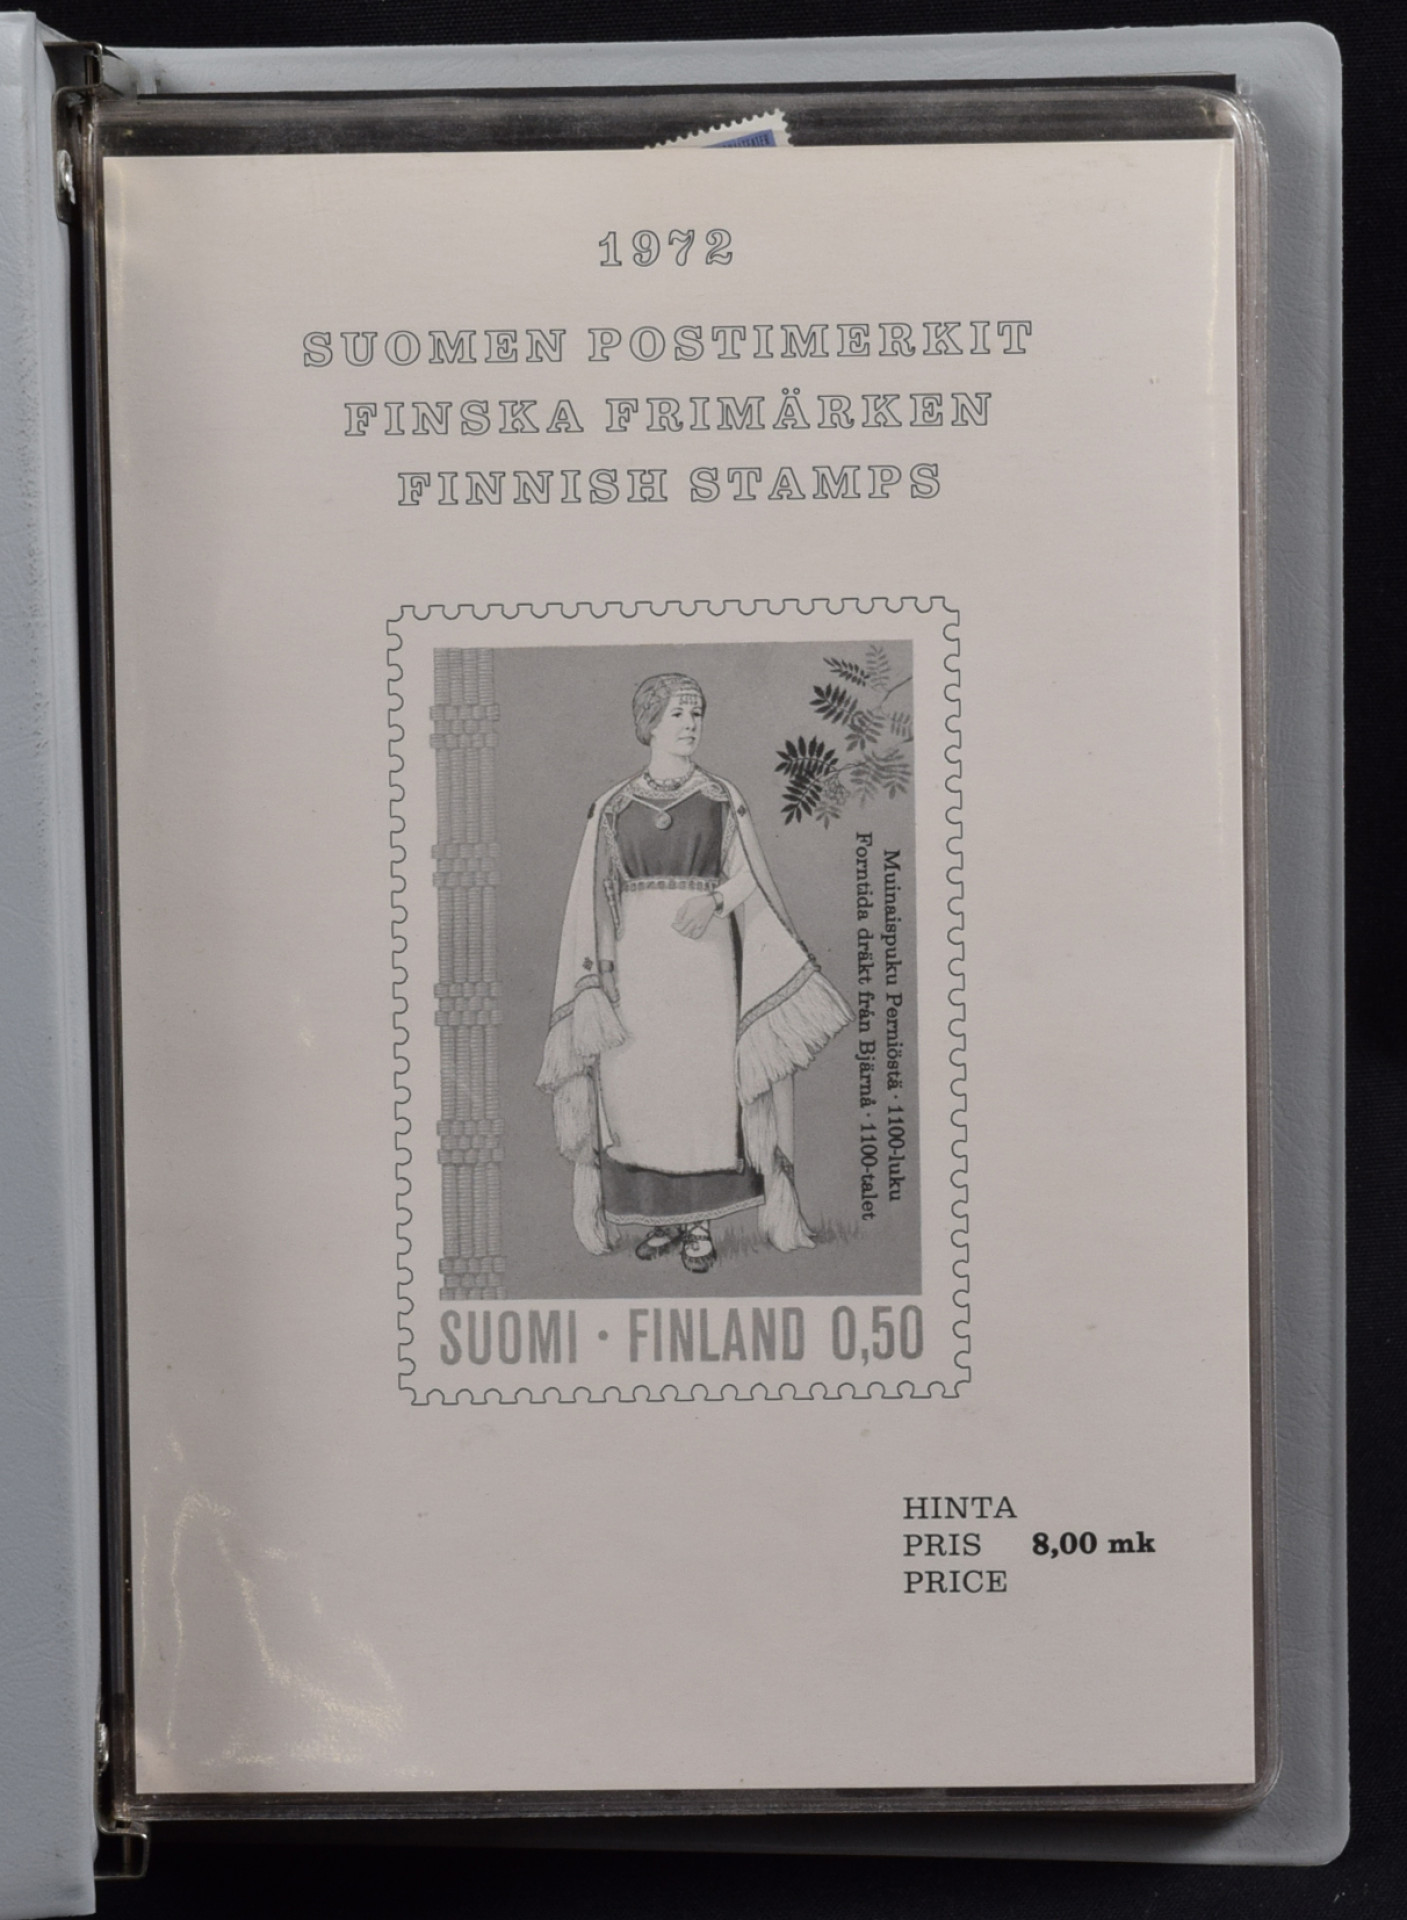 1972
SUOMEN POSTIMERKIT
FINSKA FRIMÄRKEN
FINNISH STAMPS
Muinaispuku Perniöstä · 1100-luku
Forntida dräkt från Bjärnå · 1100-talet
SUOMI · FINLAND 0,50
HINTA
PRIS 8,00 mk
PRICE